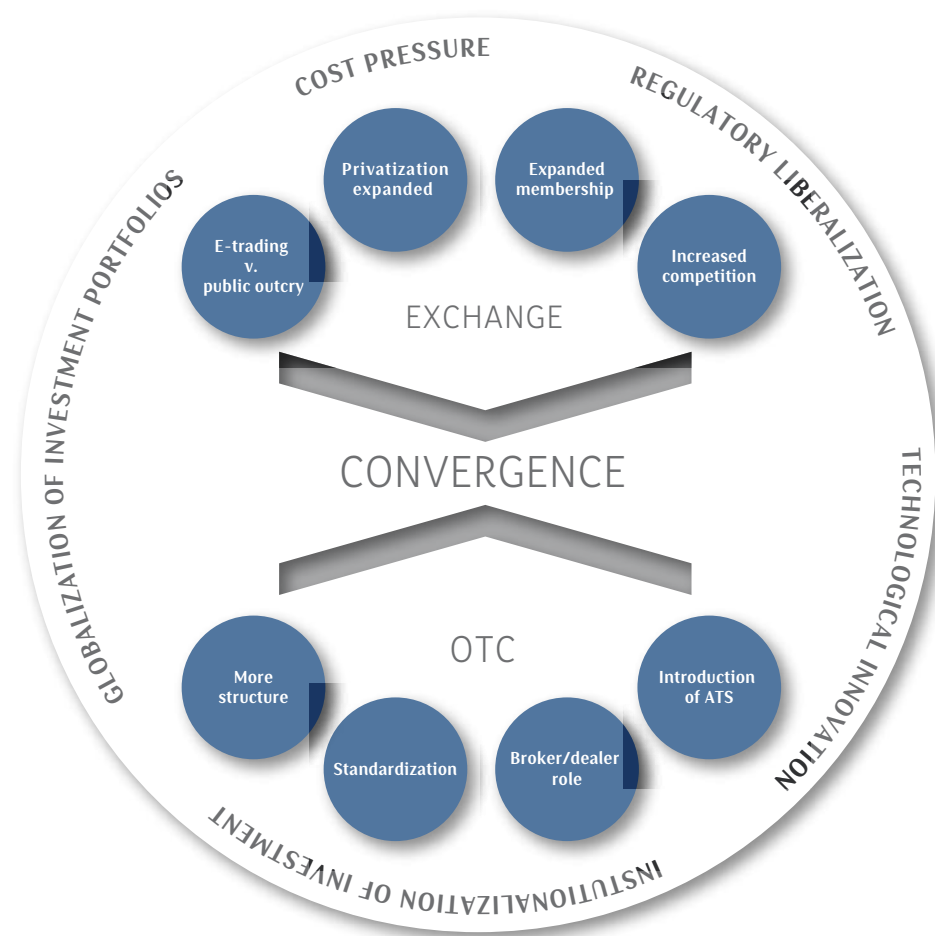 COST PRESSURE
REGULATORY LIBERALIZATION
GLOBALIZATION OF INVESTMENT PORTFOLIOS
TECHNOLOGICAL INNOVATION
Privatization
expanded
Expanded
membership
E-trading
v.
public outcry
Increased
competition
EXCHANGE
CONVERGENCE
OTC
More
structure
Introduction
of ATS
Standardization
Broker/dealer
role
INSTUTIONALIZATION OF INVESTMENT